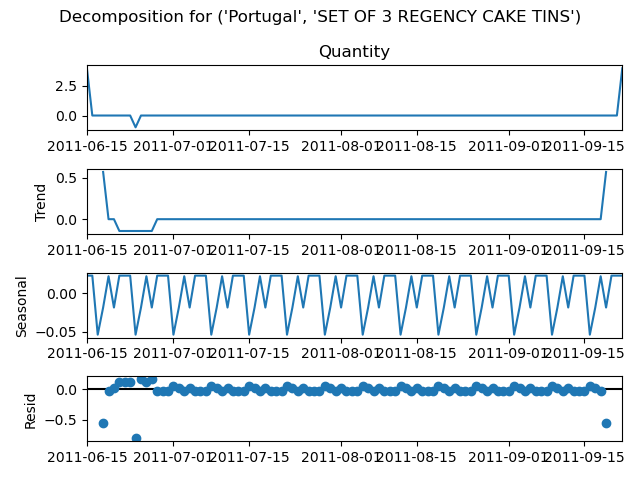 Decomposition for ('Portugal', 'SET OF 3 REGENCY CAKE TINS')
Quantity
2.5
0.0
2011-06-15 2011-07-01 2011-07-15 2011-08-01 2011-08-15 2011-09-01 2011-09-15
Trend
0.5
0.0
2011-06-15 2011-07-01 2011-07-15 2011-08-01 2011-08-15 2011-09-01 2011-09-15
Seasonal
0.00
−0.05
2011-06-15 2011-07-01 2011-07-15 2011-08-01 2011-08-15 2011-09-01 2011-09-15
Resid
0.0
−0.5
2011-06-15 2011-07-01 2011-07-15 2011-08-01 2011-08-15 2011-09-01 2011-09-15